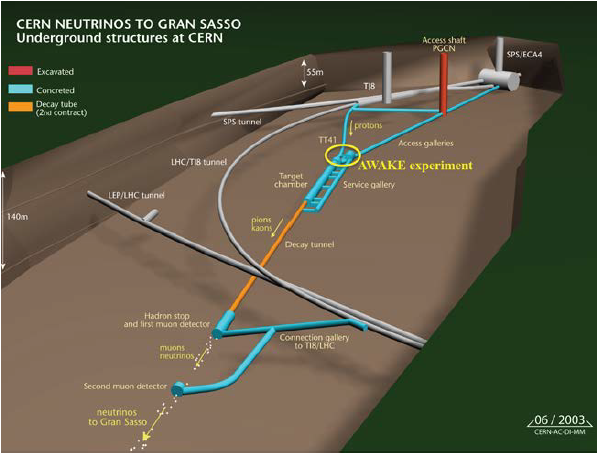 CERN NEUTRINOS TO GRAN SASSO
Underground structures at CERN
Excavated
Concreted
Decay tube
(2nd contract)
55m
Access shaft
PGCN
SPS/ECA4
TJ8
SPS tunnel
protons
TT41
Access galleries
AWAKE experiment
LHC/TI8 tunnel
Target
chamber
Service gallery
LEP/LHC tunnel
140m
pions
kaons
Decay tunnel
Hadron stop
and first muon detector
muons
neutrinos
Connection gallery
to TI8/LHC
Second muon detector
neutrinos
to Gran Sasso
06 / 2003
CERN-AC-DI-MM